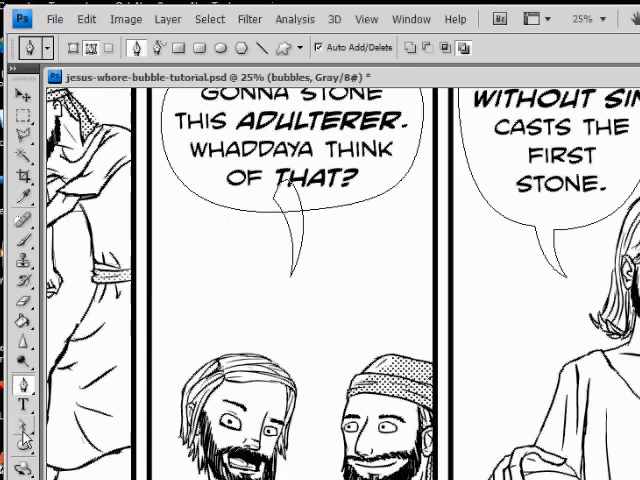 Ps File Edit Image Layer Select Filter Analysis 3D View Window Help Br 25%
Auto Add/Delete
Ps jesus-whore-bubble-tutorial.psd @ 25% (bubbles, Gray/8#) *
GONNA STONE
THIS ADULTERER.
WHADDAYA THINK
OF THAT?
WITHOUT SIN
CASTS THE
FIRST
STONE.
T